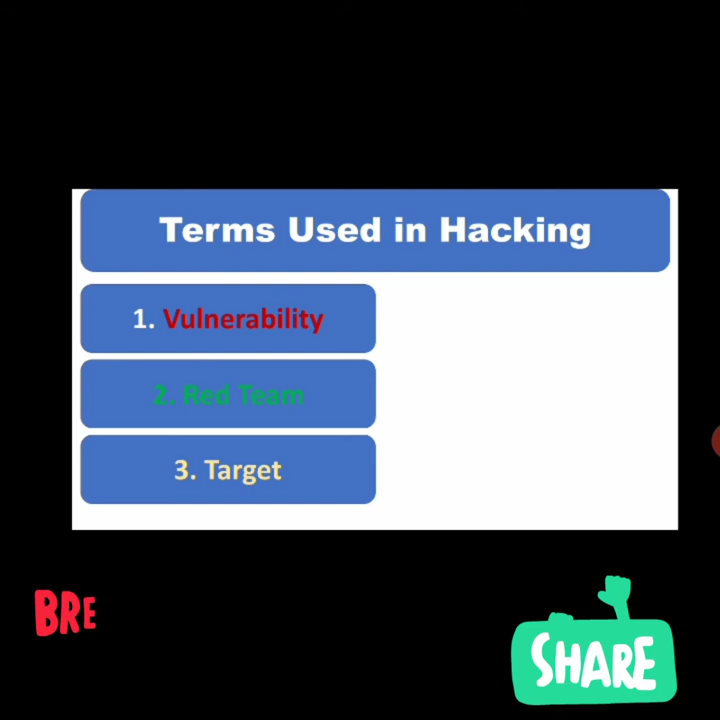 Terms Used in Hacking
1. Vulnerability
2. Red Team
3. Target
BRE
SHARE